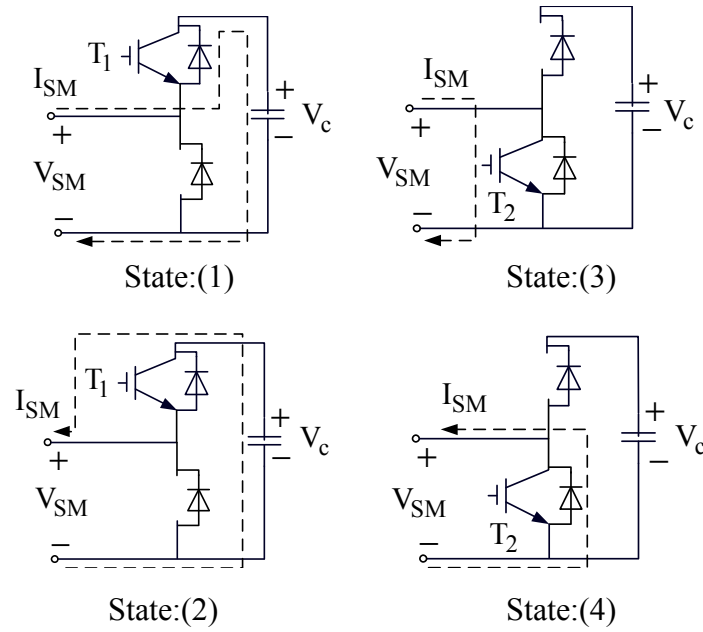 T1
ISM
+
VSM
−
+
−
Vc
State:(1)
ISM
+
VSM
−
T2
+
−
Vc
State:(3)
T1
ISM
+
VSM
−
+
−
Vc
State:(2)
ISM
+
VSM
−
T2
+
−
Vc
State:(4)